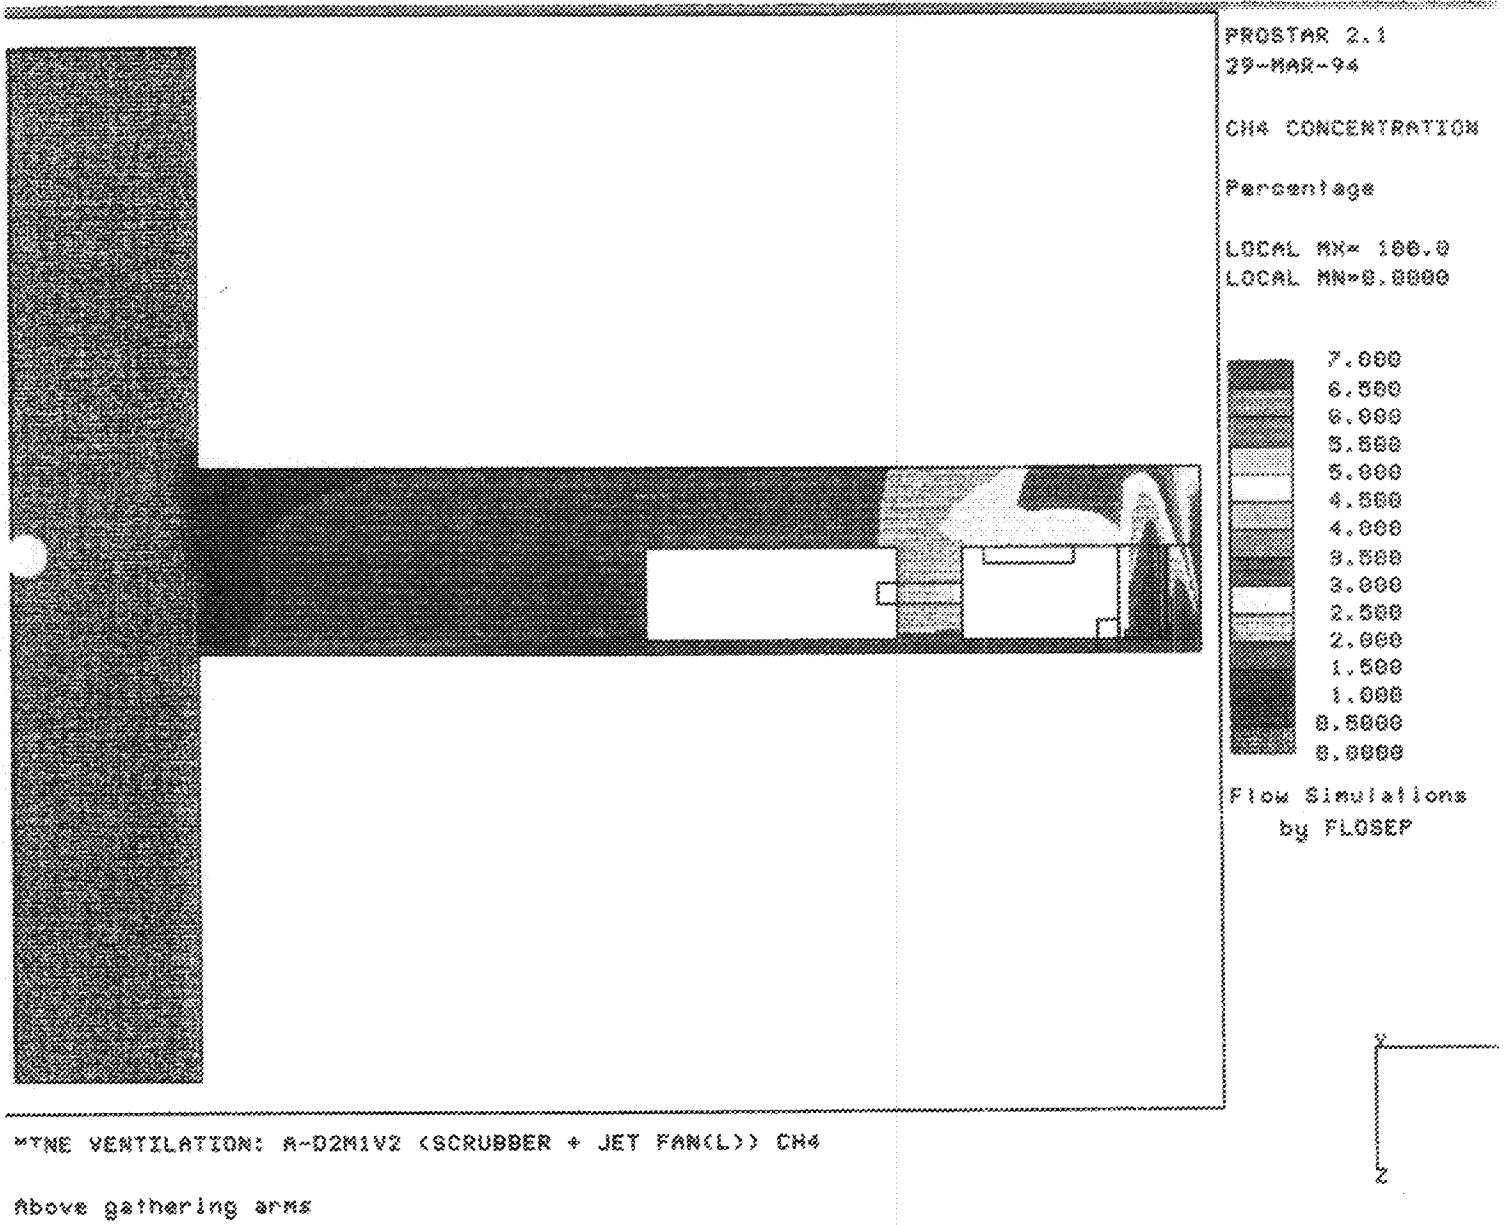 PROSTAR 2.1
29-MAR-94
CH4 CONCENTRATION
Percentage
LOCAL MX= 100.0
LOCAL MN=0.0000
7.000
6.500
6.000
5.500
5.000
4.500
4.000
3.500
3.000
2.500
2.000
1.500
1.000
0.5000
0.0000
Flow Simulations
by FLOSEP
Y
Z
VENTILATION: A-D2M1V2 (SCRUBBER + JET FAN(L)) CH4
Above gathering arms